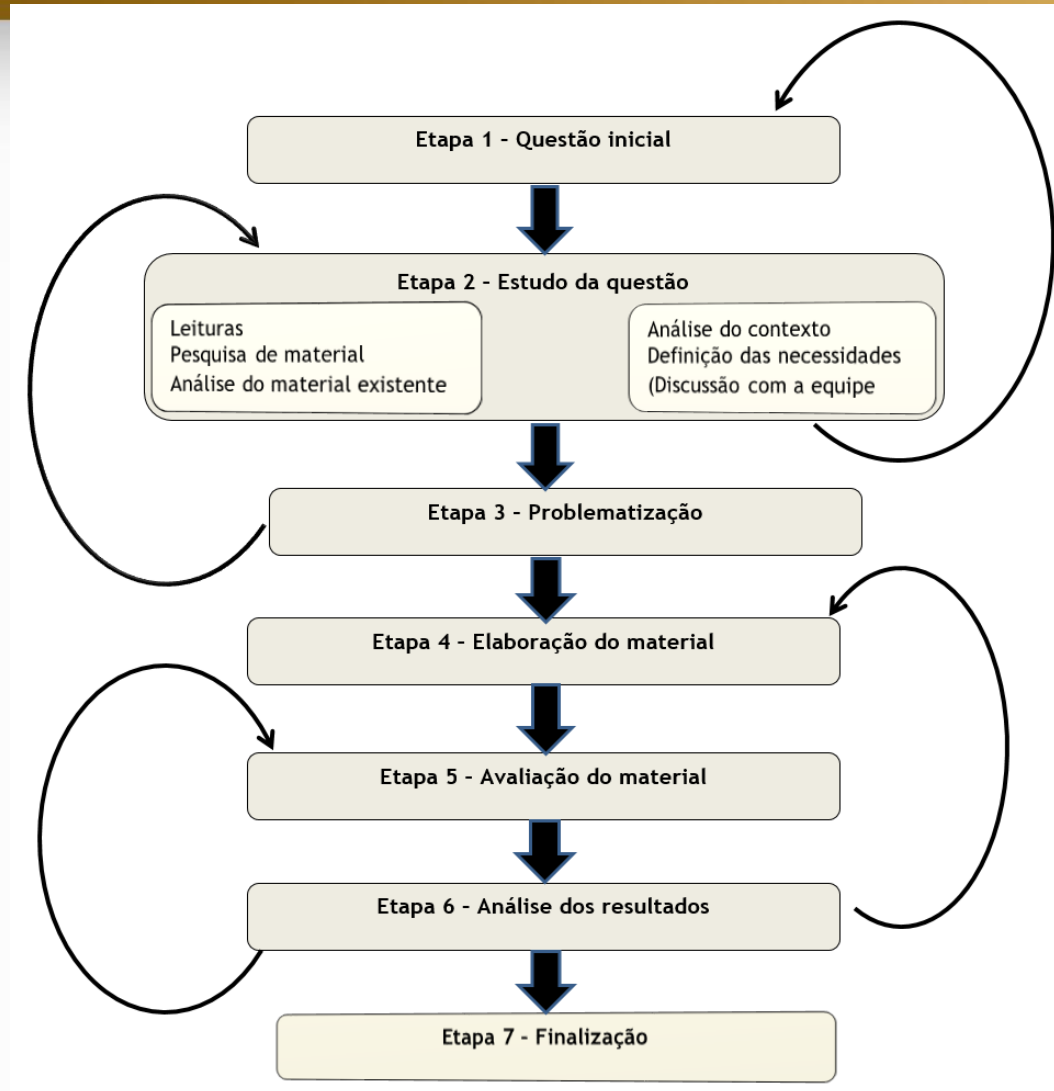 Etapa 1 - Questão inicial
Etapa 2 - Estudo da questão
Leituras
Pesquisa de material
Análise do material existente
Análise do contexto
Definição das necessidades
(Discussão com a equipe
Etapa 3 - Problematização
Etapa 4 - Elaboração do material
Etapa 5 - Avaliação do material
Etapa 6 - Análise dos resultados
Etapa 7 - Finalização